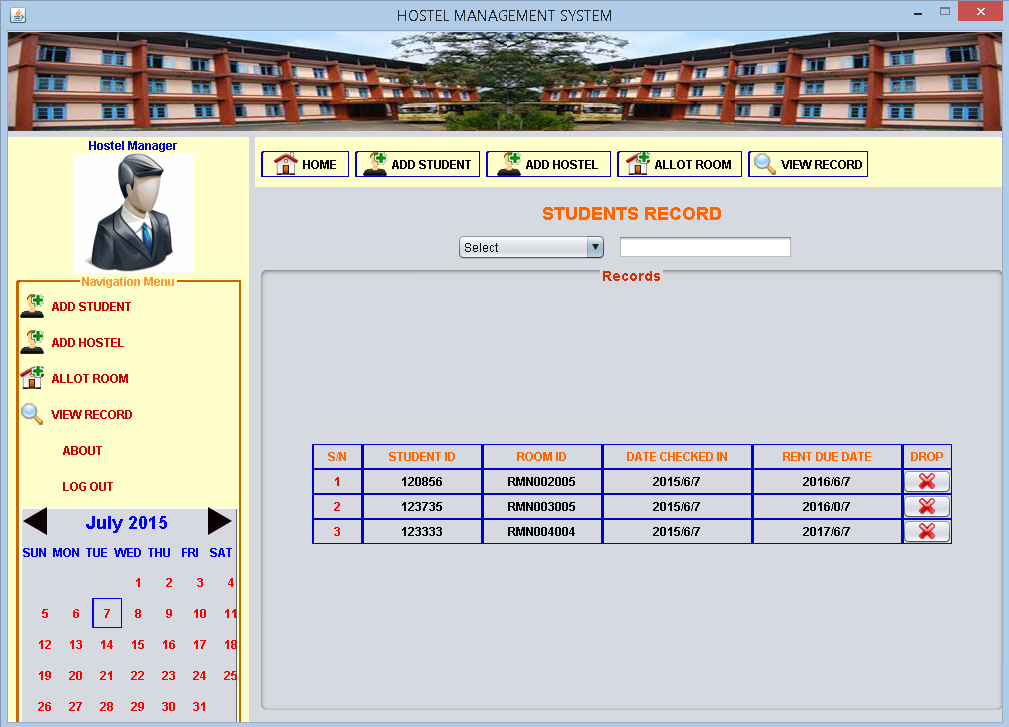 HOSTEL MANAGEMENT SYSTEM
Hostel Manager
HOME ADD STUDENT ADD HOSTEL ALLOT ROOM VIEW RECORD
STUDENTS RECORD
Select
Navigation Menu
ADD STUDENT
ADD HOSTEL
ALLOT ROOM
VIEW RECORD
ABOUT
LOG OUT
July 2015
SUN MON TUE WED THU FRI SAT
1 2 3 4
5 6 7 8 9 10 11
12 13 14 15 16 17 18
19 20 21 22 23 24 25
26 27 28 29 30 31
Records
S/N STUDENT ID ROOM ID DATE CHECKED IN RENT DUE DATE DROP
1 120856 RMN002005 2015/6/7 2016/6/7
2 123735 RMN003005 2015/6/7 2016/0/7
3 123333 RMN004004 2015/6/7 2017/6/7